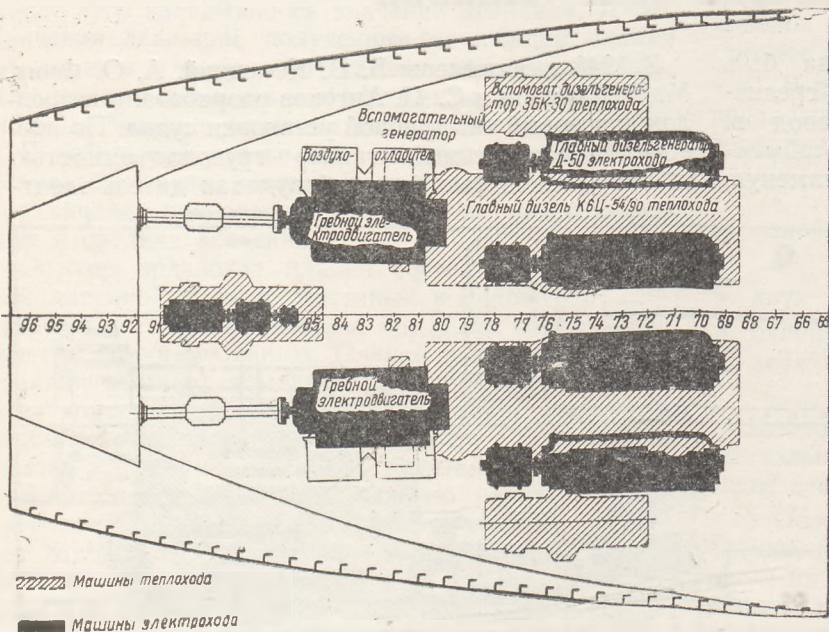 Вспомогат дизельгенера-
тор 3БК-30 теплохода
Вспомогательный
генератор
Главный дизельгенератор
Д-50 электрохода
Воздухо-
охладител.
Главный дизель К6Ц-54/90 теплохода
Гребной эле-
ктродвигатель
96 95 94 93 92 91 85 84 83 82 81 80 79 78 77 76 75 74 73 72 71 70 69 68 67 66 65
Гребной
электродвигатель
Машины теплохода
Машины электрохода